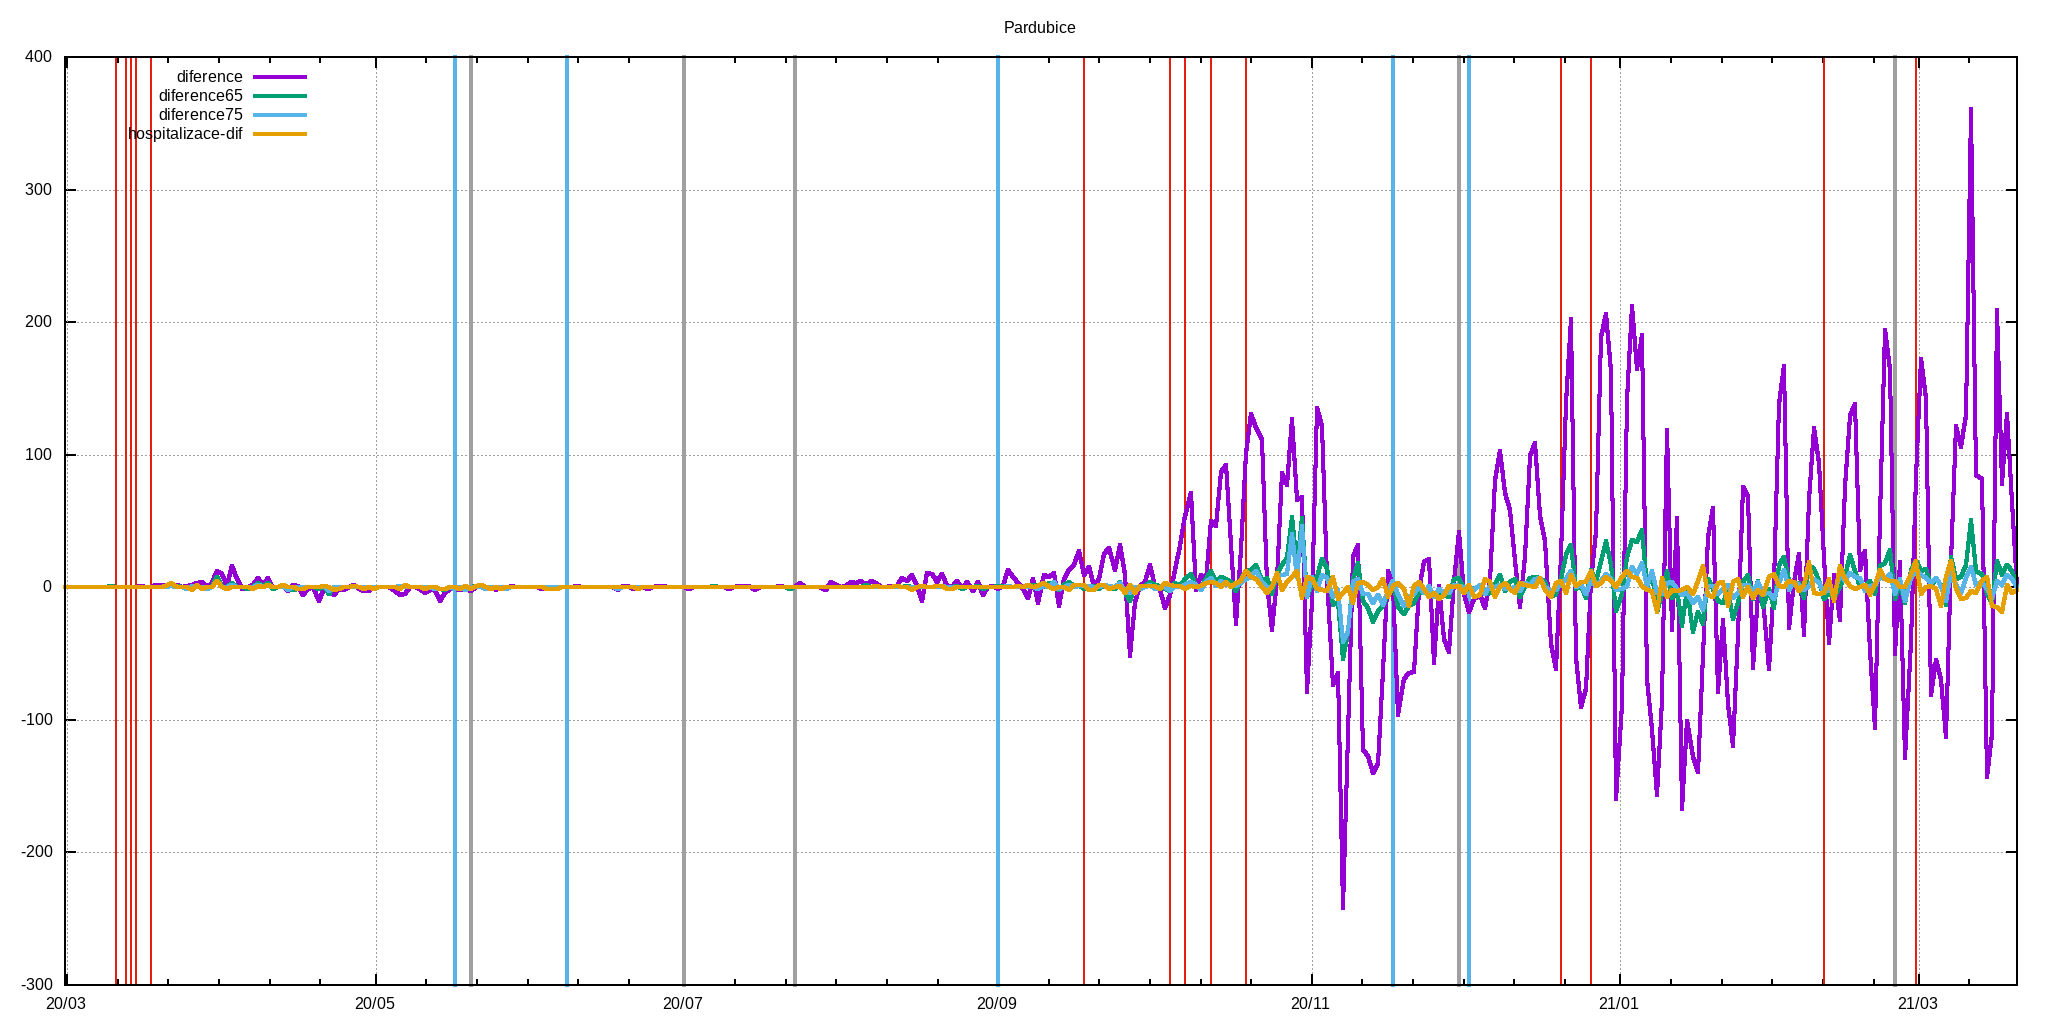 Pardubice
400
300
200
100
0
-100
-200
-300
diference
diference65
diference75
hospitalizace-dif
20/03 20/05 20/07 20/09 20/11 21/01 21/03